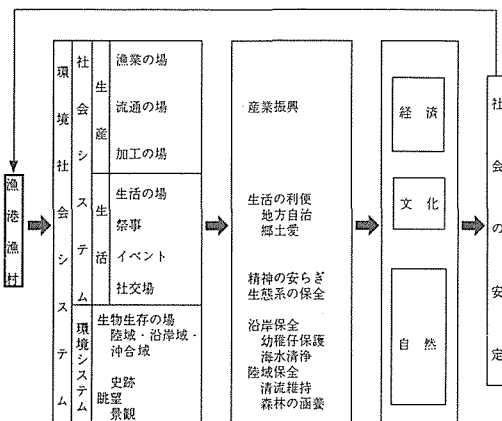 漁港漁村
環境社会システム
社会システム
生産
漁業の場
流通の場
加工の場
生活
生活の場
祭事
イベント
社交場
環境システム
生物生存の場
陸域・沿岸域・
沖合域
史跡
眺望
景観
産業振興
生活の利便
地方自治
郷土愛
精神の安らぎ
生態系の保全
沿岸保全
幼稚仔保護
海水清浄
陸域保全
清流維持
森林の涵養
経済
文化
自然
社会の安定